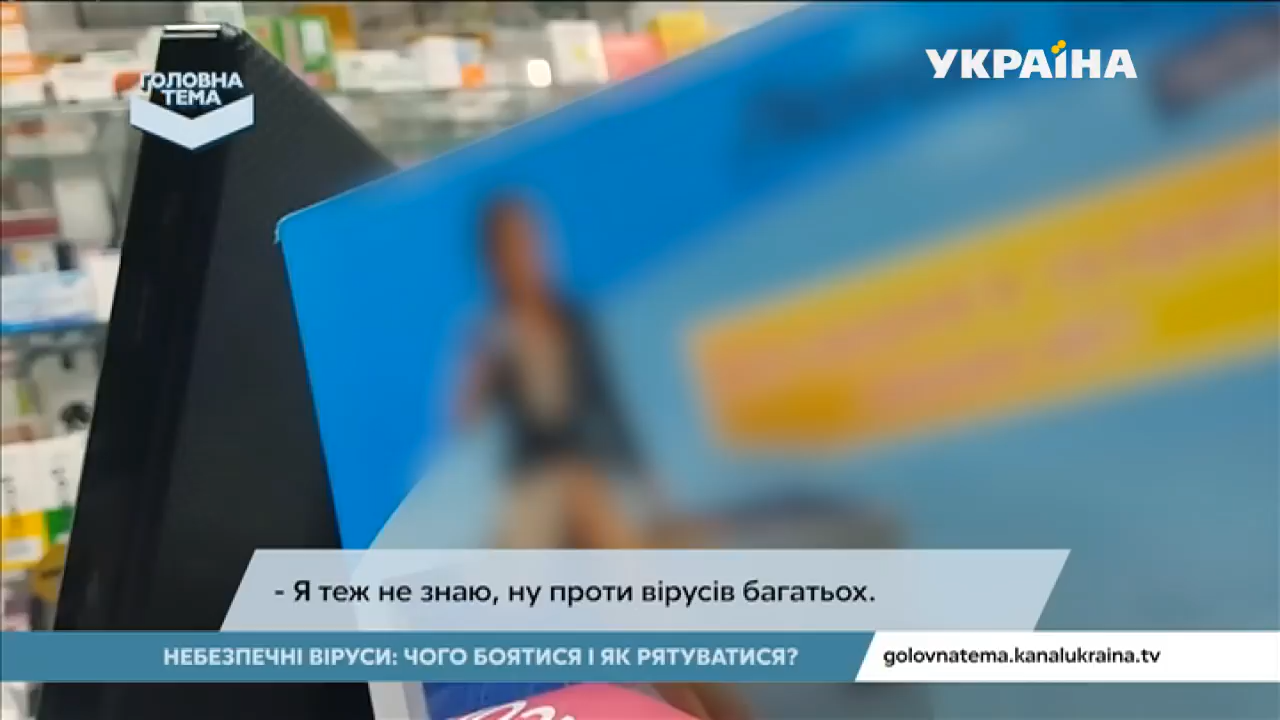 ГОЛОВНА
ТЕМА
УКРАЇНА
- Я теж не знаю, ну проти вірусів багатьох.
НЕБЕЗПЕЧНІ ВІРУСИ: ЧОГО БОЯТИСЯ І ЯК РЯТУВАТИСЯ?
golovnatema.kanalukraina.tv